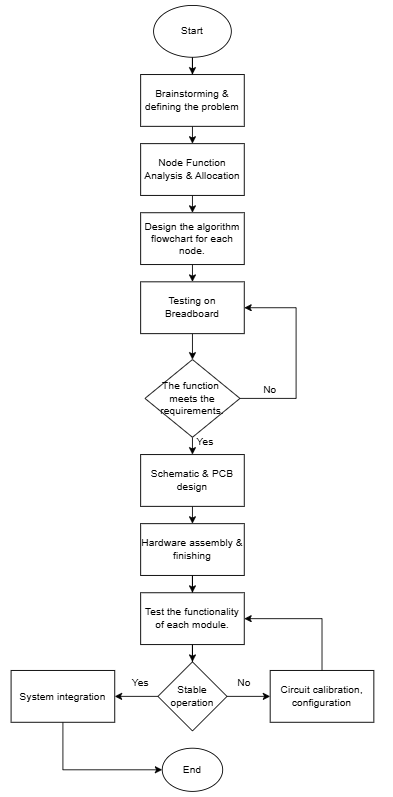 Start
Brainstorming &
defining the problem
Node Function
Analysis & Allocation
Design the algorithm
flowchart for each
node.
Testing on
Breadboard
The function
meets the
requirements.
No
Yes
Schematic & PCB
design
Hardware assembly &
finishing
Test the functionality
of each module.
Stable
operation
Yes
No
System integration
Circuit calibration,
configuration
End